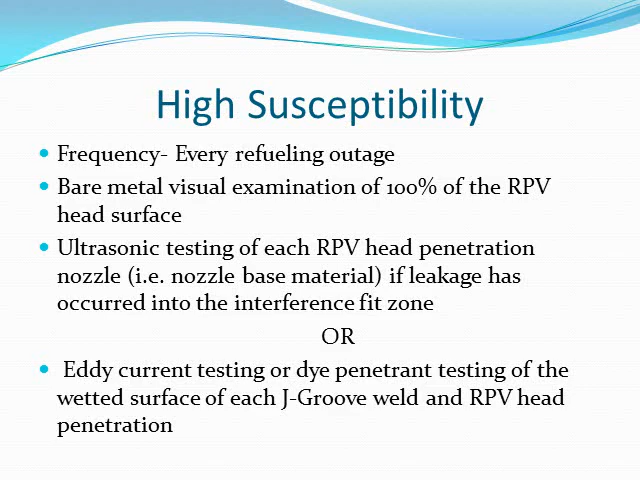 High Susceptibility
Frequency- Every refueling outage
Bare metal visual examination of 100% of the RPV
head surface
Ultrasonic testing of each RPV head penetration
nozzle (i.e. nozzle base material) if leakage has
occurred into the interference fit zone
OR
Eddy current testing or dye penetrant testing of the
wetted surface of each J-Groove weld and RPV head
penetration